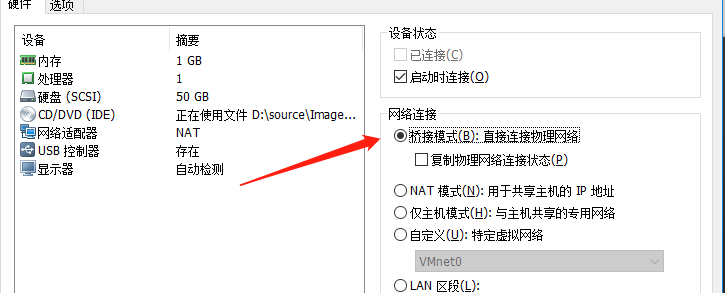 硬件 选项
设备 摘要
内存 1 GB
处理器 1
硬盘 (SCSI) 50 GB
CD/DVD (IDE) 正在使用文件 D:\source\Image...
网络适配器 NAT
USB 控制器 存在
显示器 自动检测
设备状态
已连接(C)
启动时连接(O)
网络连接
桥接模式(B): 直接连接物理网络
复制物理网络连接状态(P)
NAT 模式(N): 用于共享主机的 IP 地址
仅主机模式(H): 与主机共享的专用网络
自定义(U): 特定虚拟网络
VMnet0
LAN 区段(L):